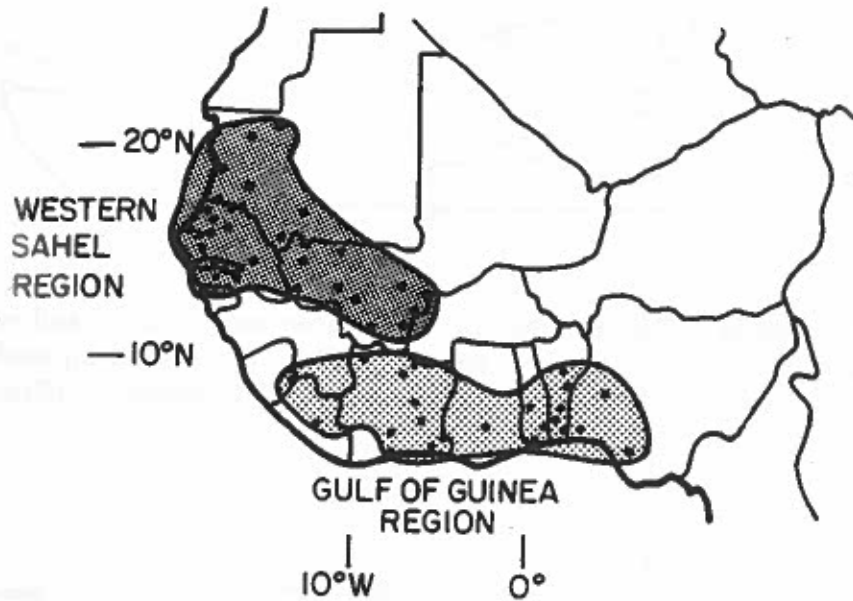 20°N
WESTERN
SAHEL
REGION
10°N
GULF OF GUINEA
REGION
10°W
0°